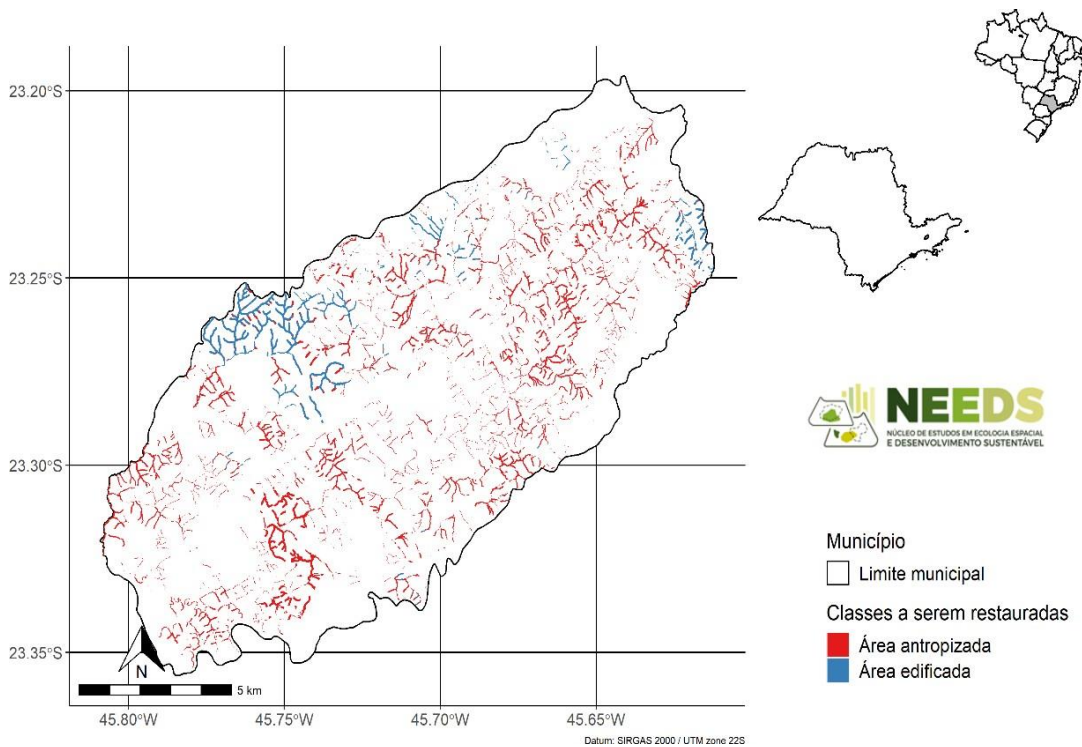 23.20°S
23.25°S
23.30°S
23.35°S
45.80°W
45.75°W
45.70°W
45.65°W
N
5 km
Datum: SIRGAS 2000 / UTM zone 22S
NEEDS
NÚCLEO DE ESTUDOS EM ECOLOGIA ESPACIAL
E DESENVOLVIMENTO SUSTENTÁVEL
Município
Limite municipal
Classes a serem restauradas
Área antropizada
Área edificada